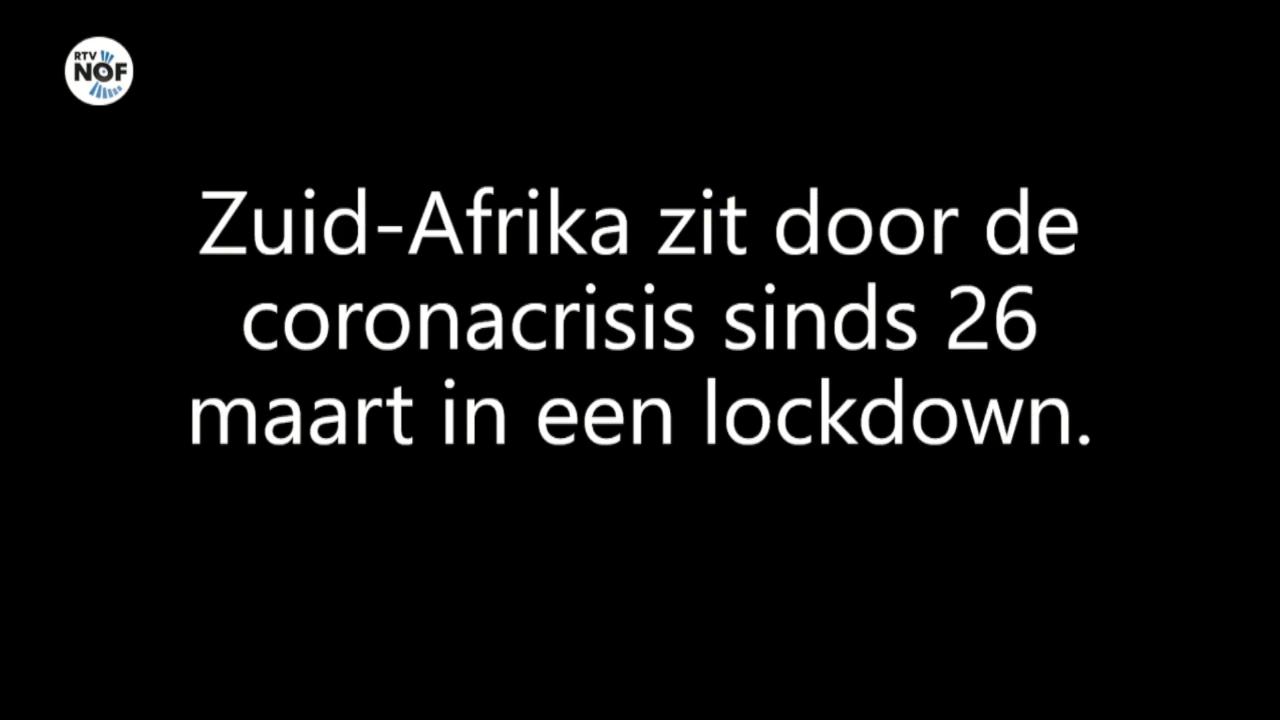 RTV
NOF
Zuid-Afrika zit door de
coronacrisis sinds 26
maart in een lockdown.